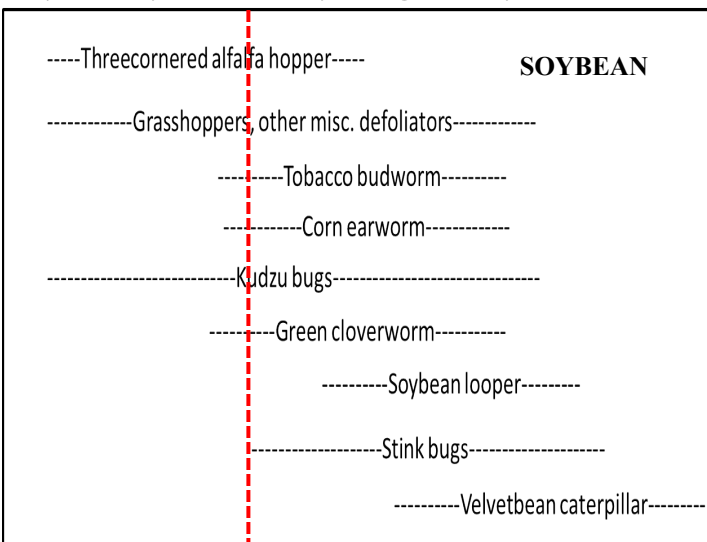 -----Threecornered alfalfa hopper-----
SOYBEAN
-------------Grasshoppers, other misc. defoliators-------------
----------Tobacco budworm----------
------------Corn earworm-------------
-----------------------------Kudzu bugs--------------------------------
----------Green cloverworm-----------
----------Soybean looper---------
--------------------Stink bugs---------------------
----------Velvetbean caterpillar---------